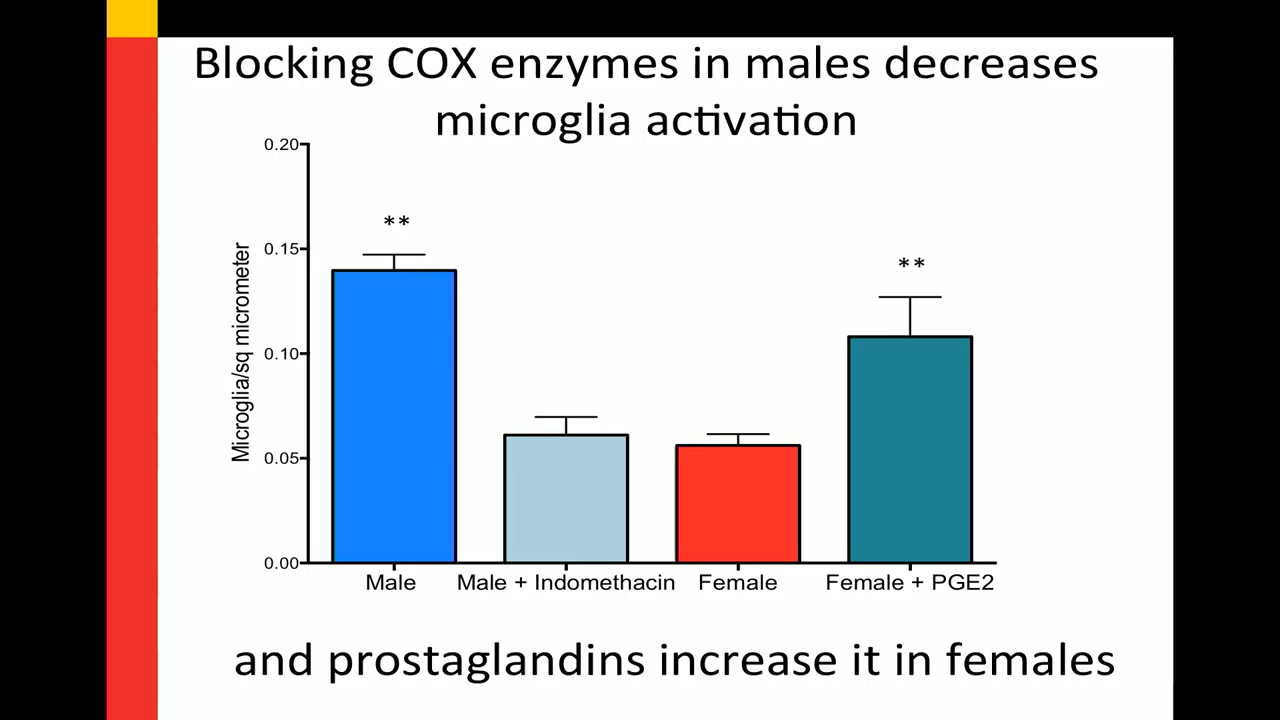 Blocking COX enzymes in males decreases
microglia activation
0.20
**
0.15
**
0.10
0.05
0.00
Microglia/sq micrometer
Male
Male + Indomethacin
Female
Female + PGE2
and prostaglandins increase it in females